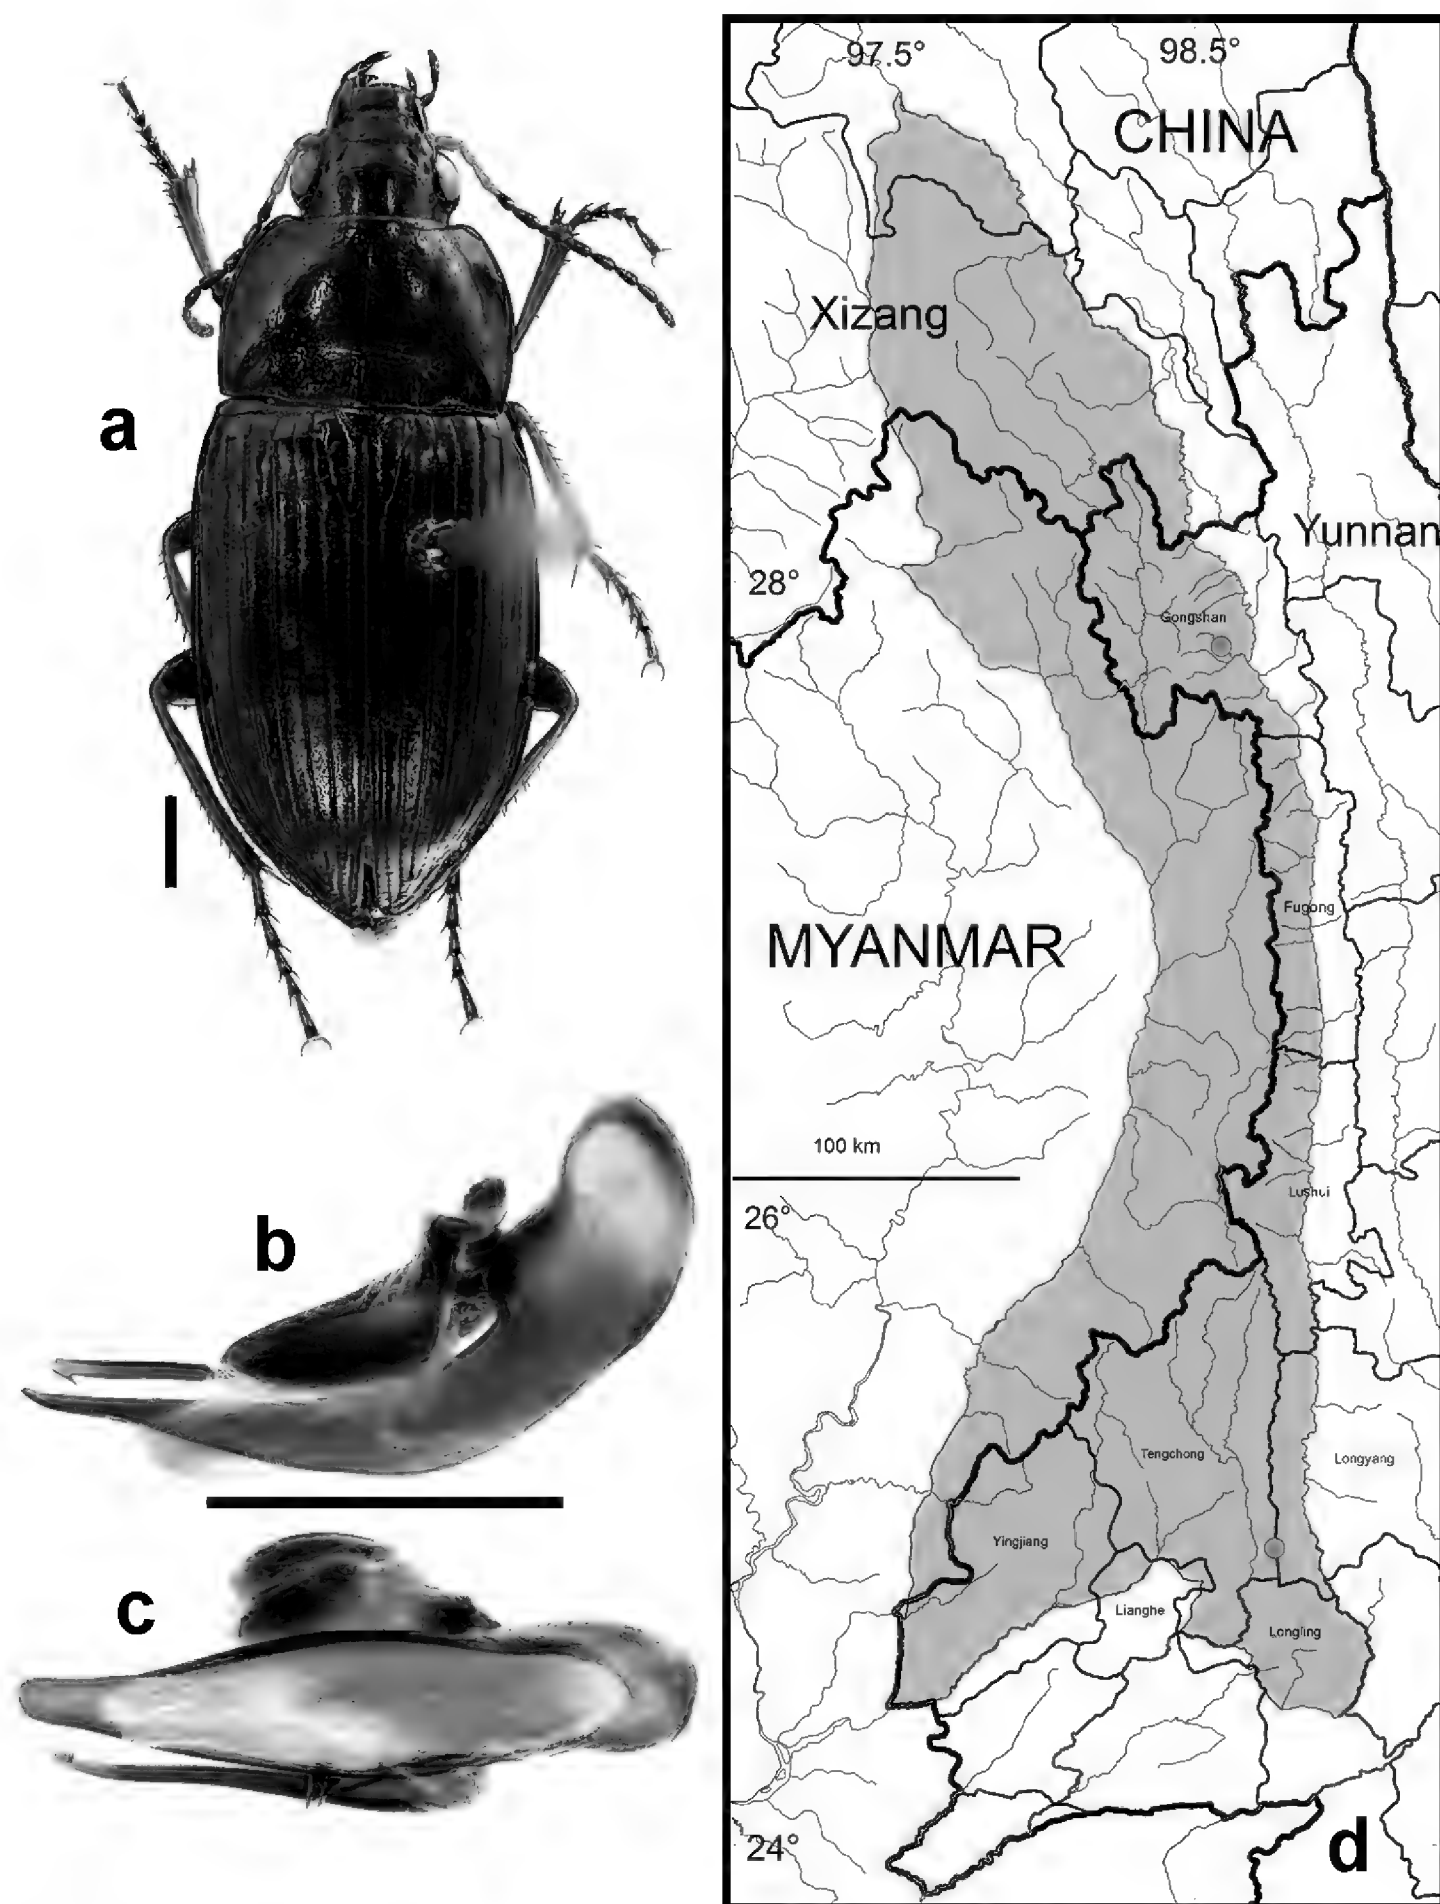 a
b
c
97.5° 98.5°
CHINA
Xizang
Yunnan
28°
Gongshan
Fugong
MYANMAR
100 km
Lushui
26°
Tengchong
Longyang
Yingjiang
Lianghe
Longling
24°
d